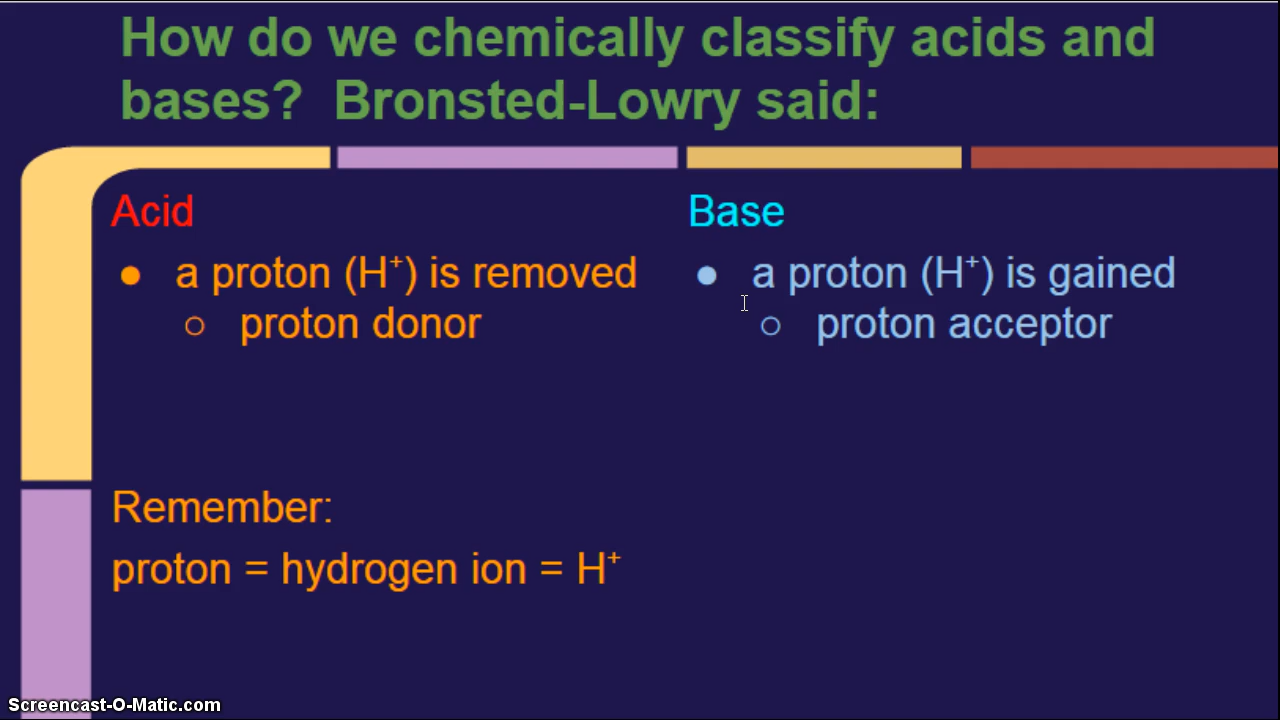 How do we chemically classify acids and
bases?  Bronsted-Lowry said:
Acid
● a proton (H⁺) is removed
○ proton donor
Base
● a proton (H⁺) is gained
○ proton acceptor
Remember:
proton = hydrogen ion = H⁺
Screencast-O-Matic.com